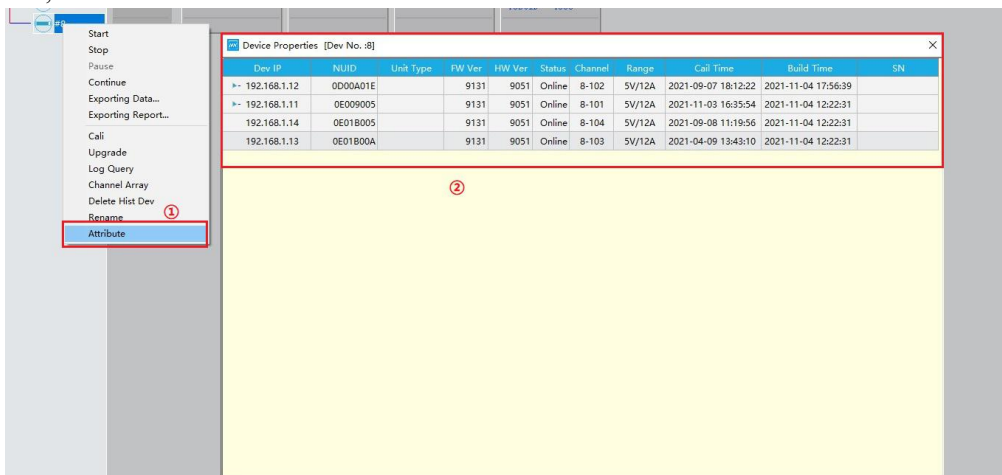 #8
Start
Stop
Pause
Continue
Exporting Data...
Exporting Report...
Cali
Upgrade
Log Query
Channel Array
Delete Hist Dev
Rename
①
Attribute
Device Properties [Dev No. :8]
Dev IP NUID Unit Type FW Ver HW Ver Status Channel Range Cail Time Build Time SN
192.168.1.12 0D00A01E 9131 9051 Online 8-102 5V/12A 2021-09-07 18:12:22 2021-11-04 17:56:39
192.168.1.11 0E009005 9131 9051 Online 8-101 5V/12A 2021-11-03 16:35:54 2021-11-04 12:22:31
192.168.1.14 0E01B005 9131 9051 Online 8-104 5V/12A 2021-09-08 11:19:56 2021-11-04 12:22:31
192.168.1.13 0E01B00A 9131 9051 Online 8-103 5V/12A 2021-04-09 13:43:10 2021-11-04 12:22:31
②